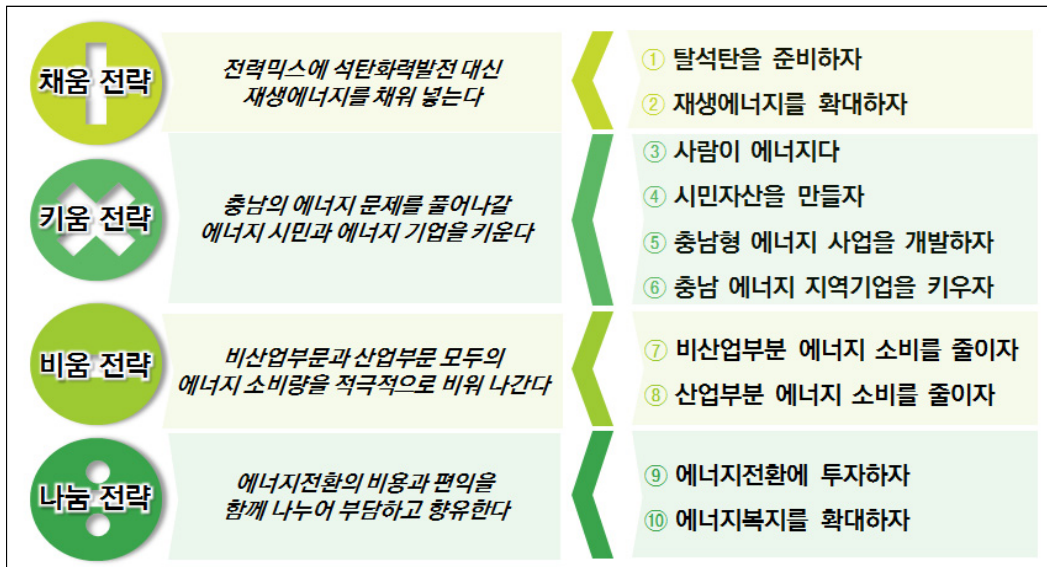 채움 전략
전력믹스에 석탄화력발전 대신
재생에너지를 채워 넣는다
① 탈석탄을 준비하자
② 재생에너지를 확대하자
키움 전략
충남의 에너지 문제를 풀어나갈
에너지 시민과 에너지 기업을 키운다
③ 사람이 에너지다
④ 시민자산을 만들자
⑤ 충남형 에너지 사업을 개발하자
⑥ 충남 에너지 지역기업을 키우자
비움 전략
비산업부문과 산업부문 모두의
에너지 소비량을 적극적으로 비워 나간다
⑦ 비산업부분 에너지 소비를 줄이자
⑧ 산업부분 에너지 소비를 줄이자
나눔 전략
에너지전환의 비용과 편익을
함께 나누어 부담하고 향유한다
⑨ 에너지전환에 투자하자
⑩ 에너지복지를 확대하자